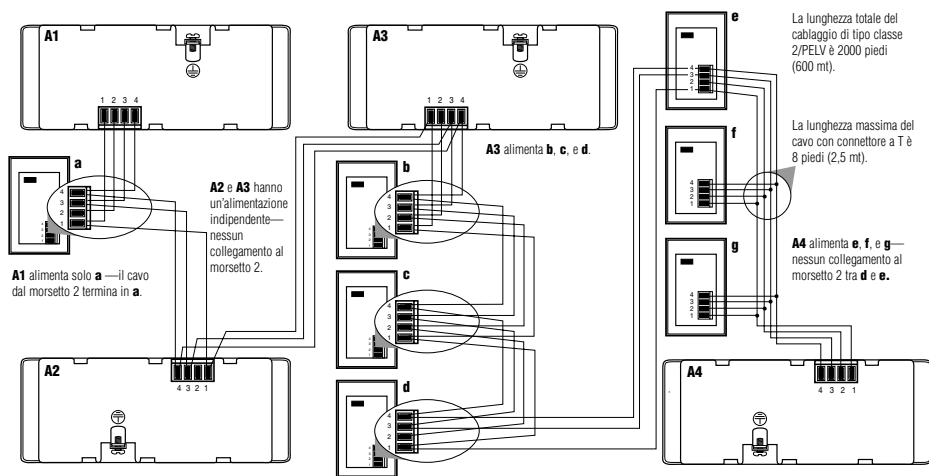 A1
1 2 3 4
A3
1 2 3 4
e
4
3
2
1
La lunghezza totale del
cablaggio di tipo classe
2/PELV è 2000 piedi
(600 mt).
a
4
3
2
1
A2 e A3 hanno
un'alimentazione
indipendente—
nessun
collegamento al
morsetto 2.
A3 alimenta b, c, e d.
b
4
3
2
1
f
4
3
2
1
La lunghezza massima del
cavo con connettore a T è
8 piedi (2,5 mt).
A1 alimenta solo a —il cavo
dal morsetto 2 termina in a.
c
4
3
2
1
g
4
3
2
1
A4 alimenta e, f, e g—
nessun collegamento al
morsetto 2 tra d e e.
A2
4 3 2 1
d
4
3
2
1
A4
4 3 2 1